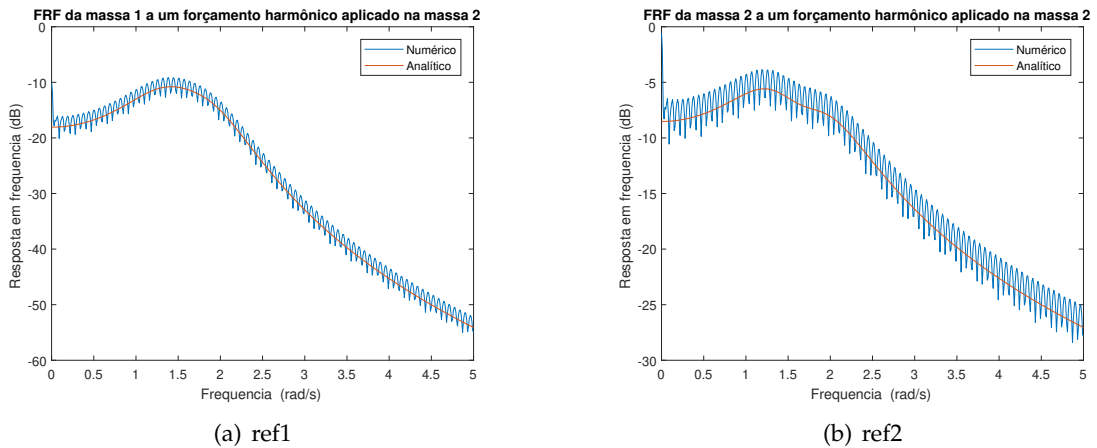 FRF da massa 1 a um forçamento harmônico aplicado na massa 2
0
-10
-20
-30
-40
-50
-60
Resposta em frequencia (dB)
Numérico
Analítico
0 0.5 1 1.5 2 2.5 3 3.5 4 4.5 5
Frequencia (rad/s)
(a) ref1
FRF da massa 2 a um forçamento harmônico aplicado na massa 2
0
-5
-10
-15
-20
-25
-30
Resposta em frequencia (dB)
Numérico
Analítico
0 0.5 1 1.5 2 2.5 3 3.5 4 4.5 5
Frequencia (rad/s)
(b) ref2